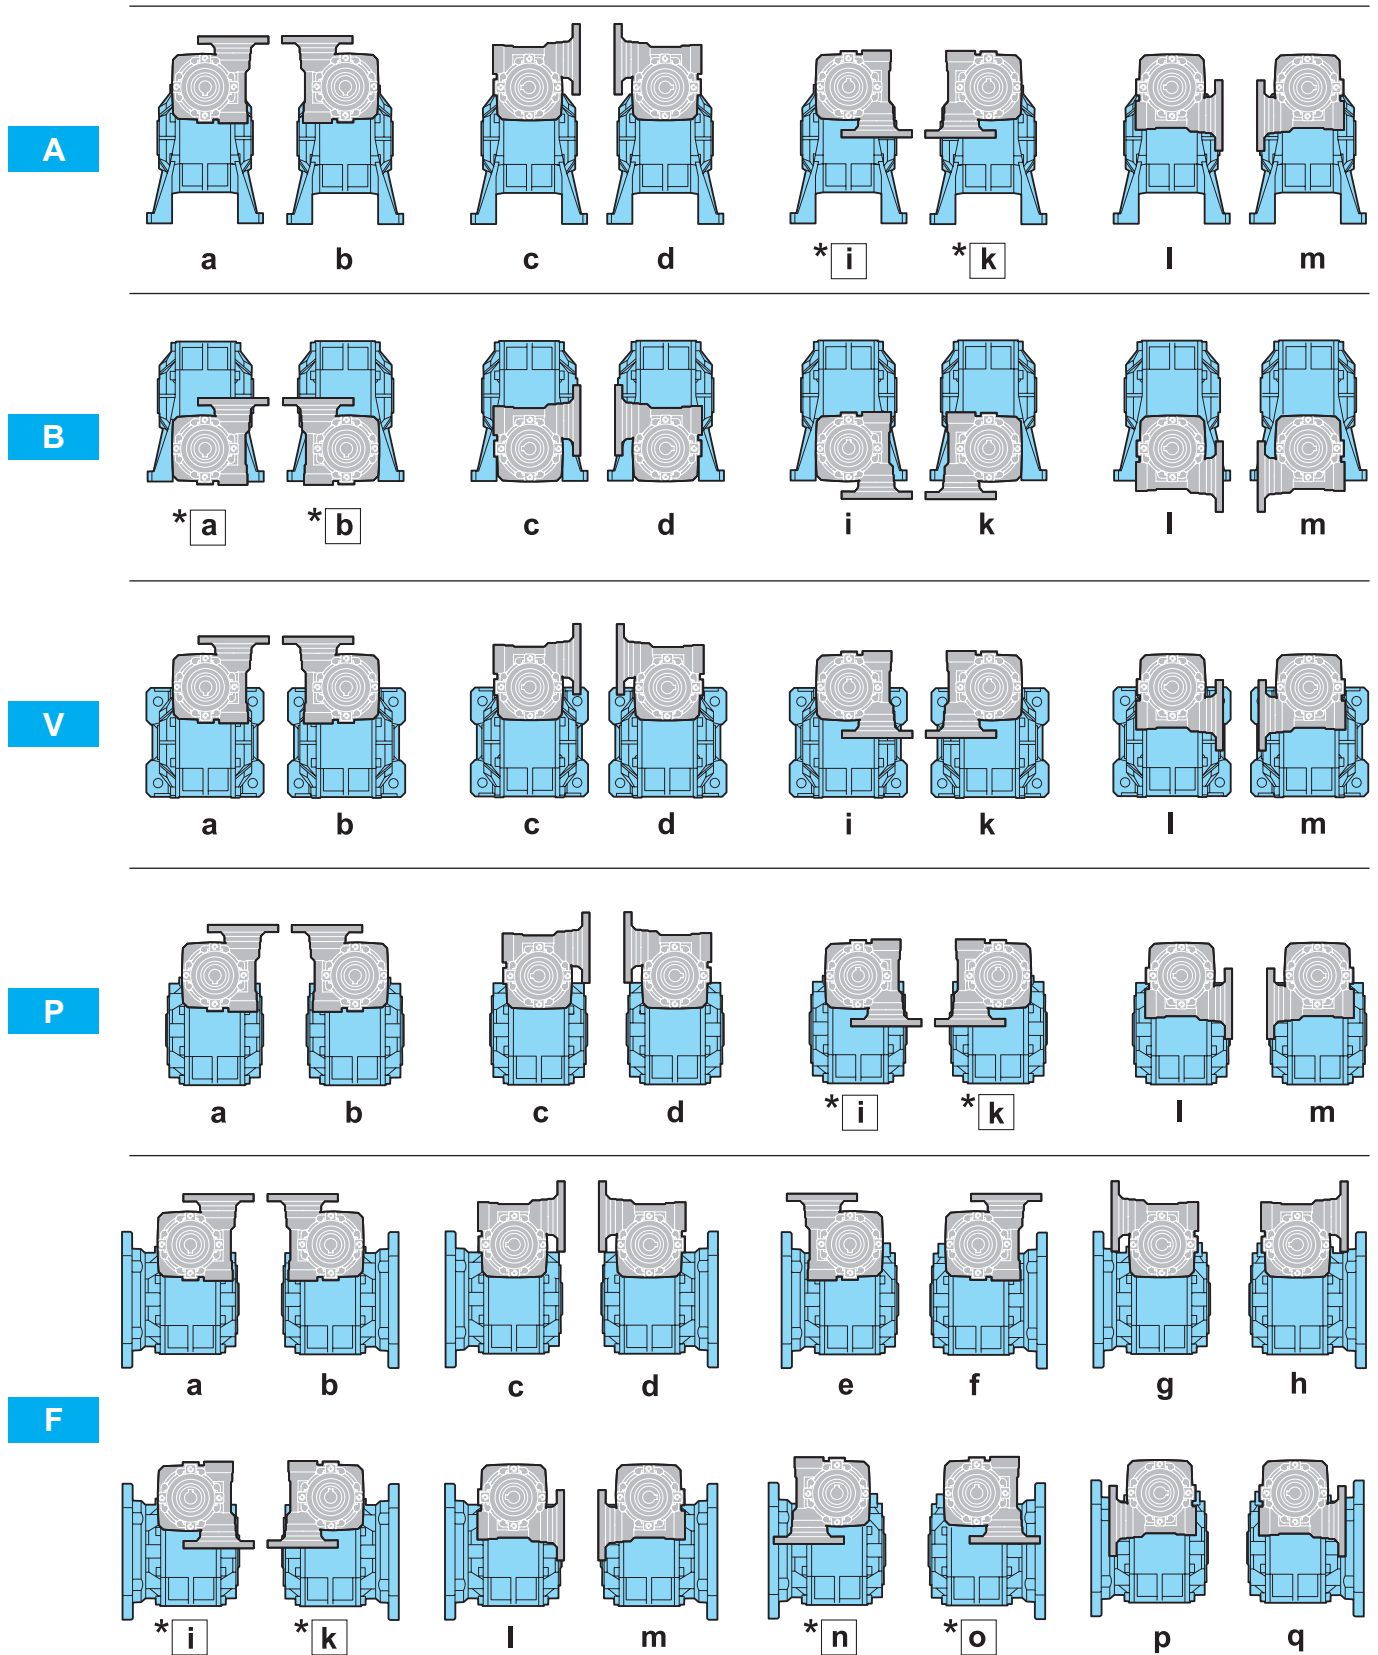 A
a b c d * i * k l m
B
* a * b c d i k l m
V
a b c d i k l m
P
a b c d * i * k l m
F
a b c d e f g h
* i * k l m * n * o p q